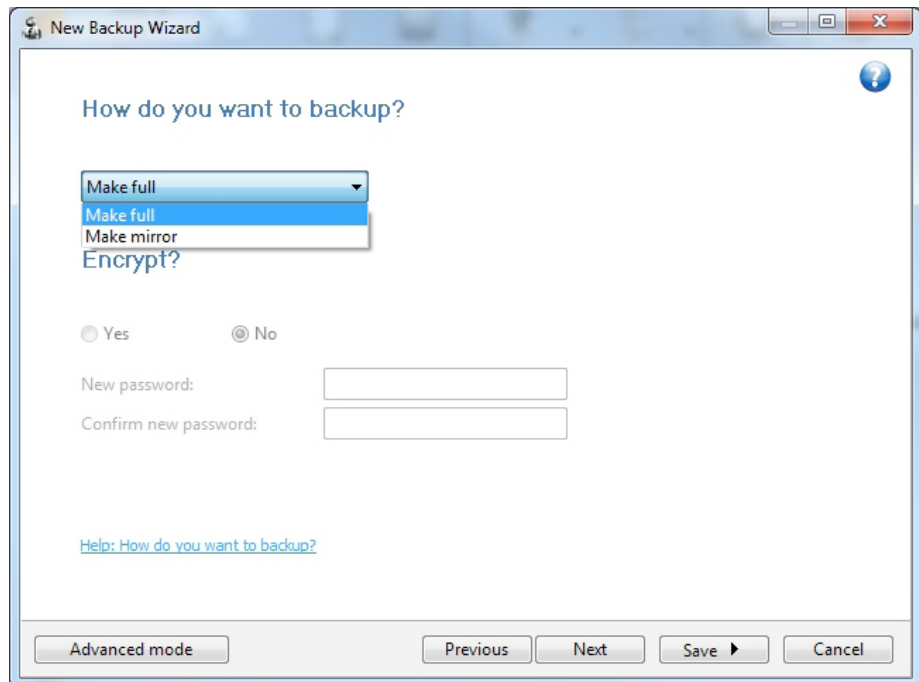 New Backup Wizard
How do you want to backup?
Make full
Make full
Make mirror
Encrypt?
Yes No
New password:
Confirm new password:
Help: How do you want to backup?
Advanced mode Previous Next Save Cancel